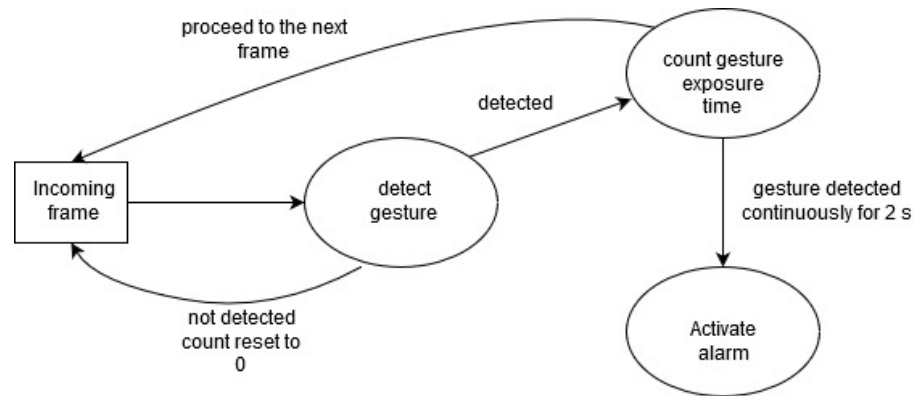 proceed to the next
frame
count gesture
exposure
time
detected
Incoming
frame
detect
gesture
gesture detected
continuously for 2 s
not detected
count reset to
0
Activate
alarm